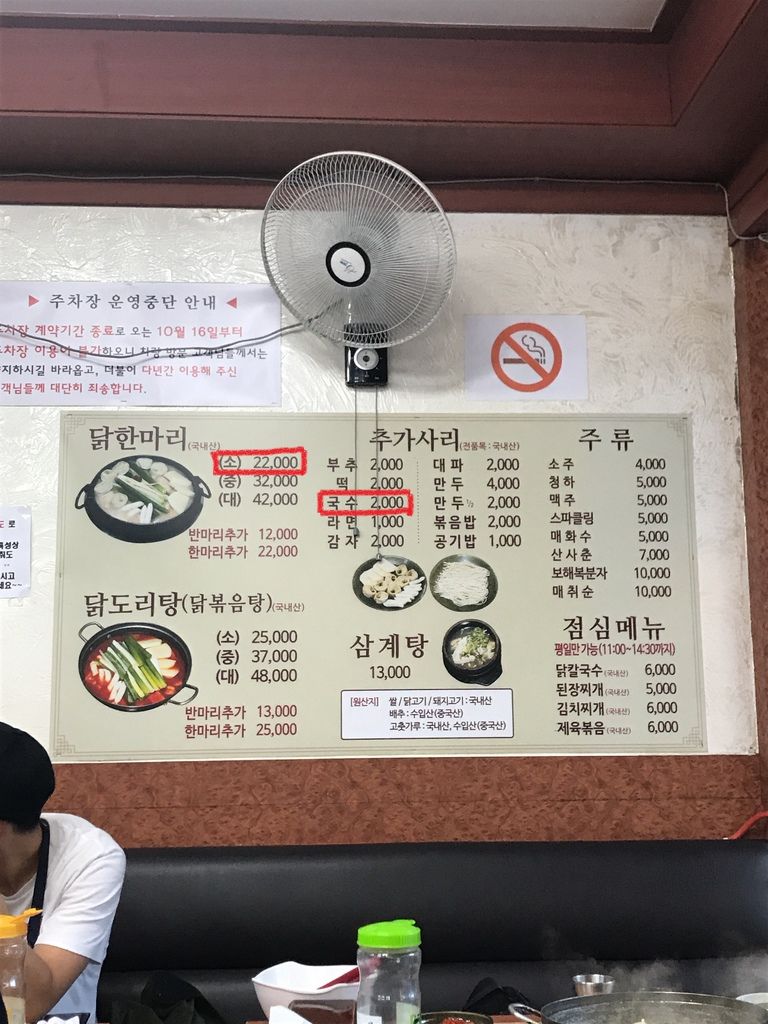 ▶ 주차장 운영중단 안내 ◀
주차장 계약기간 종료로 오는 10월 16일부터
주차장 이용이 불가하오니 차량 방문 고객님들께서는
하시길 바라옵고, 더불어 다년간 이용해 주신
객님들께 대단히 죄송합니다.
로
특성상
춰도
시고
세요~~
닭한마리(국내산)
(소) 22,000
(중) 32,000
(대) 42,000
반마리추가 12,000
한마리추가 22,000
닭도리탕(닭볶음탕)(국내산)
(소) 25,000
(중) 37,000
(대) 48,000
반마리추가 13,000
한마리추가 25,000
추가사리(전품목 : 국내산)
부추 2,000
떡 2,000
국수 2,000
라면 1,000
감자 2,000
대파 2,000
만두 4,000
만두½ 2,000
볶음밥 2,000
공기밥 1,000
삼계탕
13,000
[원산지] 쌀 / 닭고기 / 돼지고기 : 국내산
배추 : 수입산(중국산)
고춧가루 : 국내산, 수입산(중국산)
주류
소주 4,000
청하 5,000
맥주 5,000
스파클링 5,000
매화수 5,000
산사춘 7,000
보해복분자 10,000
매취순 10,000
점심메뉴
평일만 가능(11:00~14:30까지)
닭칼국수(국내산) 6,000
된장찌개(국내산) 5,000
김치찌개(국내산) 6,000
제육볶음(국내산) 6,000